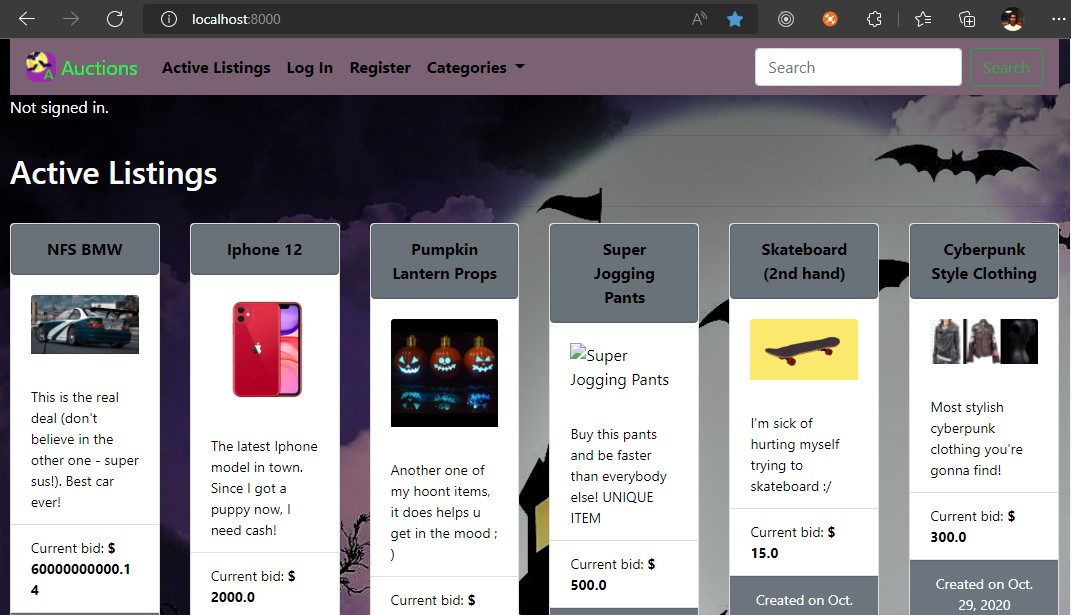 localhost:8000
Auctions Active Listings Log In Register Categories Search Search
Not signed in.
Active Listings
NFS BMW
This is the real
deal (don't
believe in the
other one - super
sus!). Best car
ever!
Current bid: $
60000000000.1
4
Iphone 12
The latest Iphone
model in town.
Since I got a
puppy now, I
need cash!
Current bid: $
2000.0
Pumpkin
Lantern Props
Another one of
my hoont items,
it does helps u
get in the mood ;
)
Current bid: $
Super
Jogging
Pants
Super
Jogging Pants
Buy this pants
and be faster
than everybody
else! UNIQUE
ITEM
Current bid: $
500.0
Skateboard
(2nd hand)
I'm sick of
hurting myself
trying to
skateboard :/
Current bid: $
15.0
Created on Oct.
Cyberpunk
Style Clothing
Most stylish
cyberpunk
clothing you're
gonna find!
Current bid: $
300.0
Created on Oct.
29, 2020